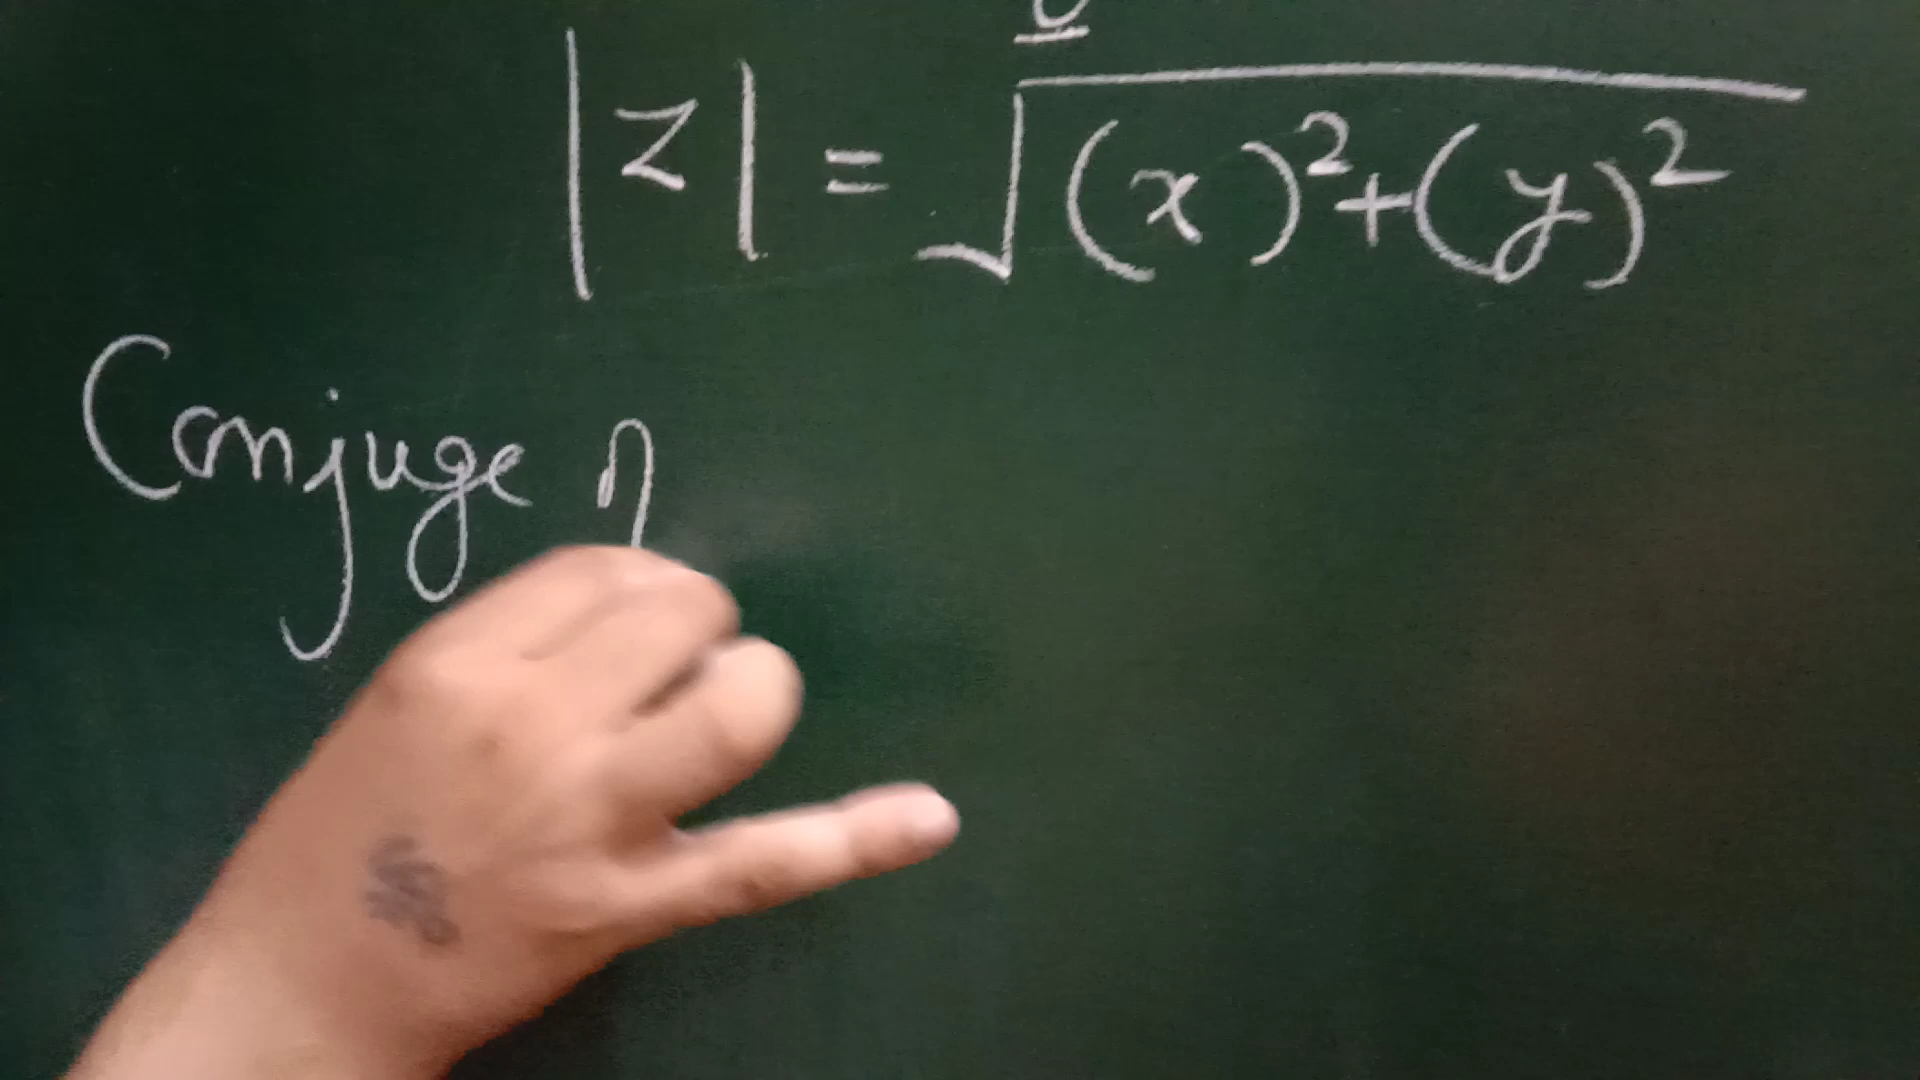 |z| = √(x)²+(y)²
Conjuge